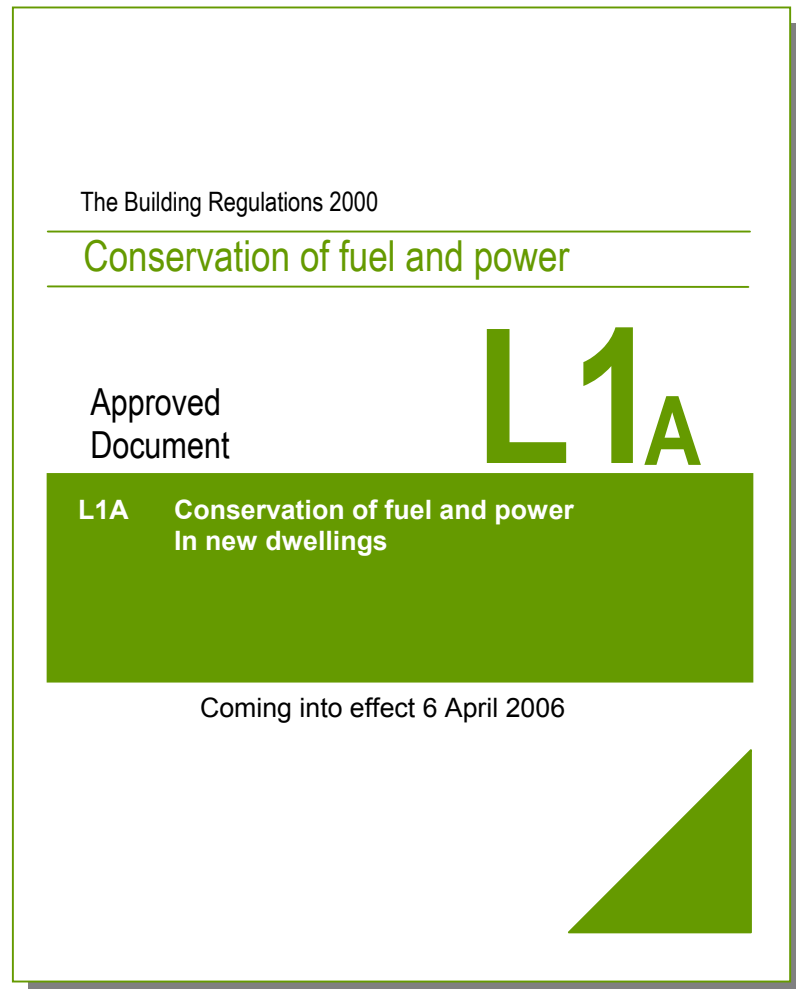 The Building Regulations 2000
Conservation of fuel and power
Approved
Document
L1A
L1A Conservation of fuel and power
In new dwellings
Coming into effect 6 April 2006